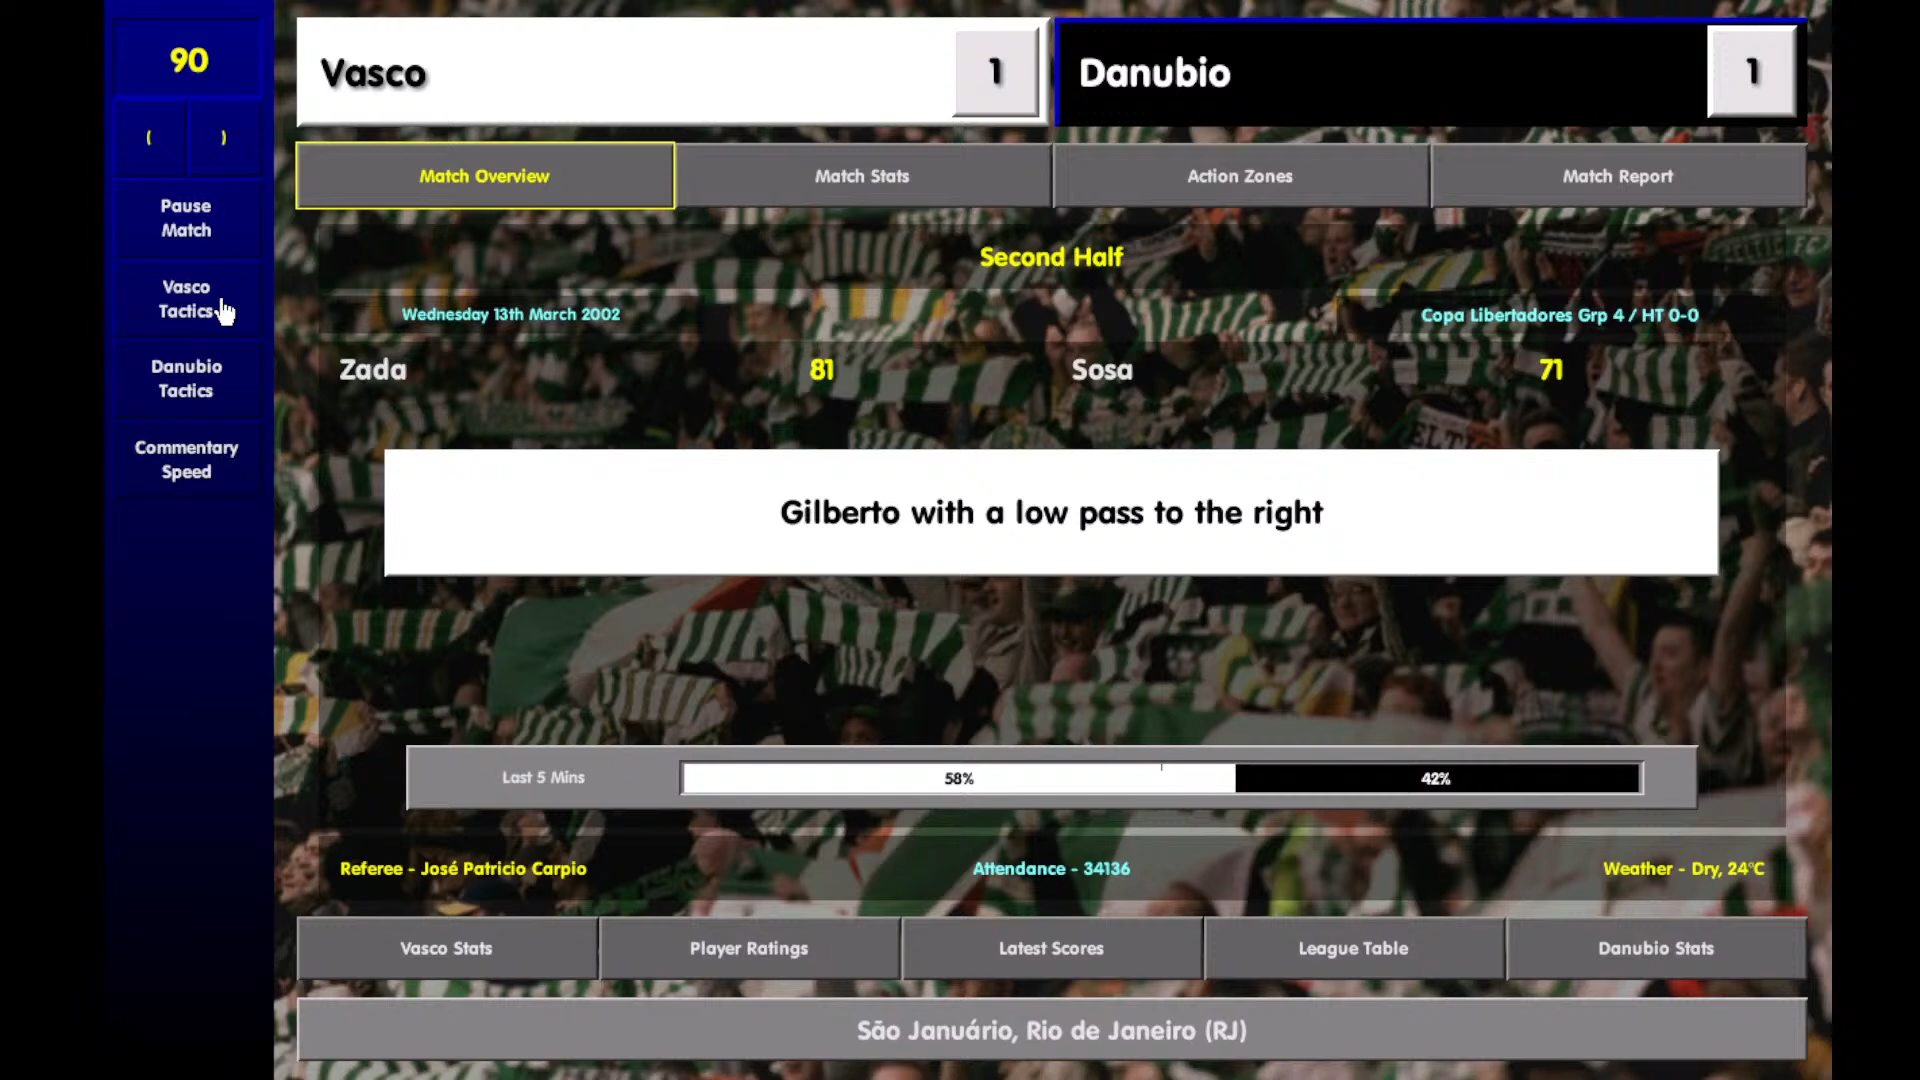 90
Vasco 1 Danubio 1
( )
Match Overview Match Stats Action Zones Match Report
Pause
Match
Second Half
Vasco
Tactics
Wednesday 13th March 2002 Copa Libertadores Grp 4 / HT 0-0
Zada 81 Sosa 71
Danubio
Tactics
Commentary
Speed
Gilberto with a low pass to the right
Last 5 Mins 58% 42%
Referee - José Patricio Carpio Attendance - 34136 Weather - Dry, 24°C
Vasco Stats Player Ratings Latest Scores League Table Danubio Stats
São Januário, Rio de Janeiro (RJ)